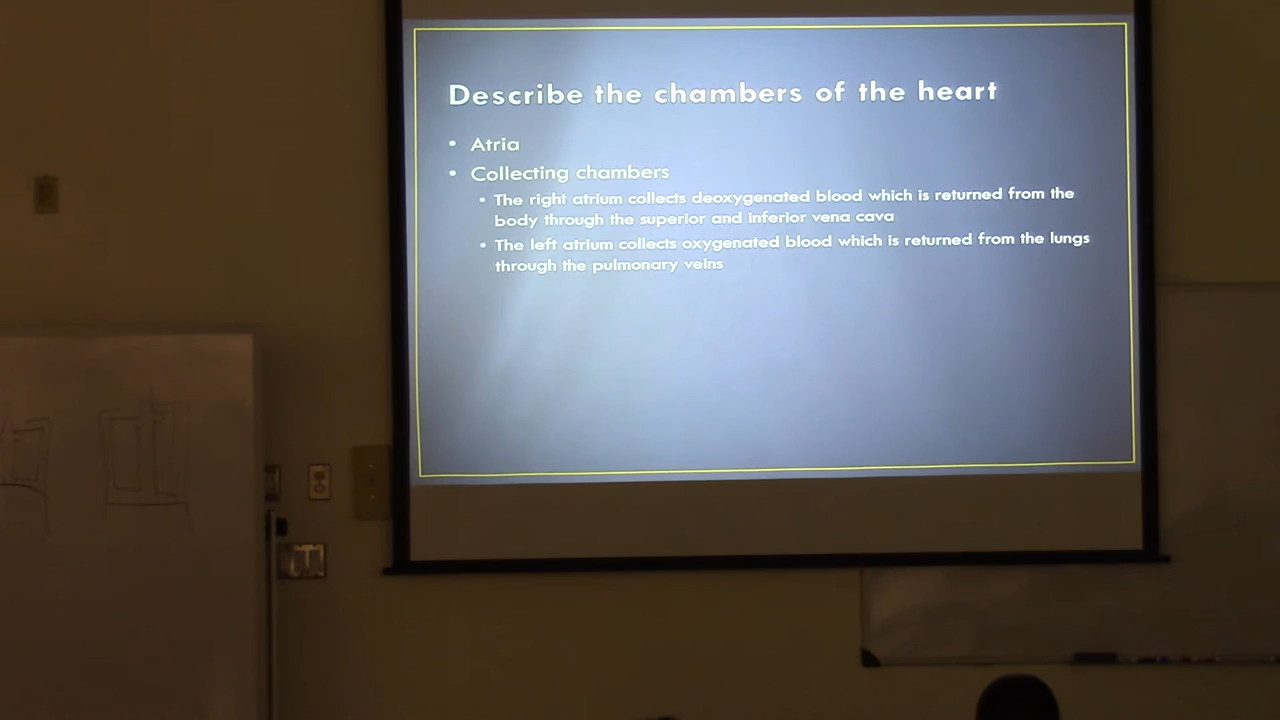 Describe the chambers of the heart
• Atria
• Collecting chambers
• The right atrium collects deoxygenated blood which is returned from the
body through the superior and inferior vena cava
• The left atrium collects oxygenated blood which is returned from the lungs
through the pulmonary veins